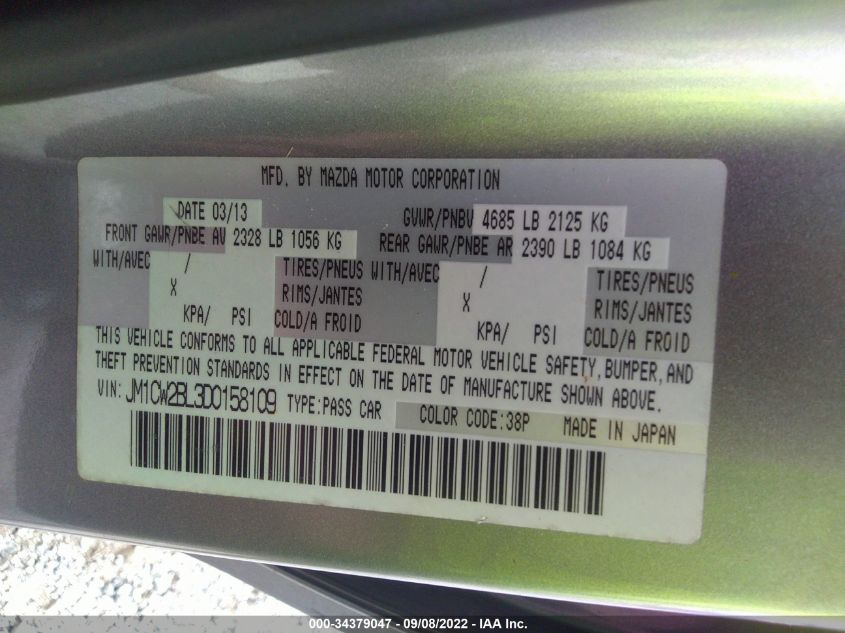 MFD. BY MAZDA MOTOR CORPORATION
DATE 03/13 GVWR/PNBV 4685 LB 2125 KG
FRONT GAWR/PNBE AV 2328 LB 1056 KG REAR GAWR/PNBE AR 2390 LB 1084 KG
WITH/AVEC / TIRES/PNEUS WITH/AVEC / TIRES/PNEUS
X RIMS/JANTES X RIMS/JANTES
KPA/ PSI COLD/A FROID KPA/ PSI COLD/A FROID
THIS VEHICLE CONFORMS TO ALL APPLICABLE FEDERAL MOTOR VEHICLE SAFETY, BUMPER, AND
THEFT PREVENTION STANDARDS IN EFFECT ON THE DATE OF MANUFACTURE SHOWN ABOVE.
VIN: JM1CW2BL3D0158109 TYPE:PASS CAR COLOR CODE:38P MADE IN JAPAN
000-34379047 - 09/08/2022 - IAA Inc.